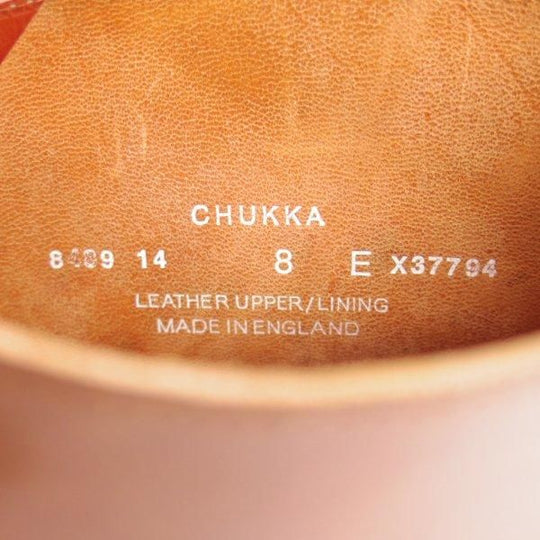 CHUKKA
8489 14 8 E X37794
LEATHER UPPER/LINING
MADE IN ENGLAND